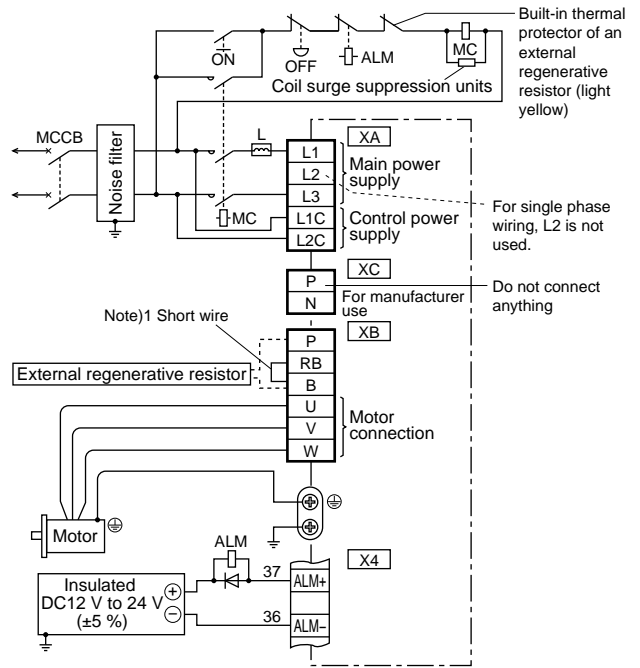 Built-in thermal
protector of an
external
regenerative
resistor (light
yellow)
ON
OFF
ALM
MC
Coil surge suppression units
MCCB
Noise filter
L
MC
XA
L1
L2
L3
L1C
L2C
Main power
supply
Control power
supply
For single phase
wiring, L2 is not
used.
XC
P
N
For manufacturer
use
Do not connect
anything
Note)1 Short wire
XB
External regenerative resistor
P
RB
B
U
V
W
Motor
connection
Motor
ALM
X4
Insulated
DC12 V to 24 V
(±5 %)
+
−
37
36
ALM+
ALM−